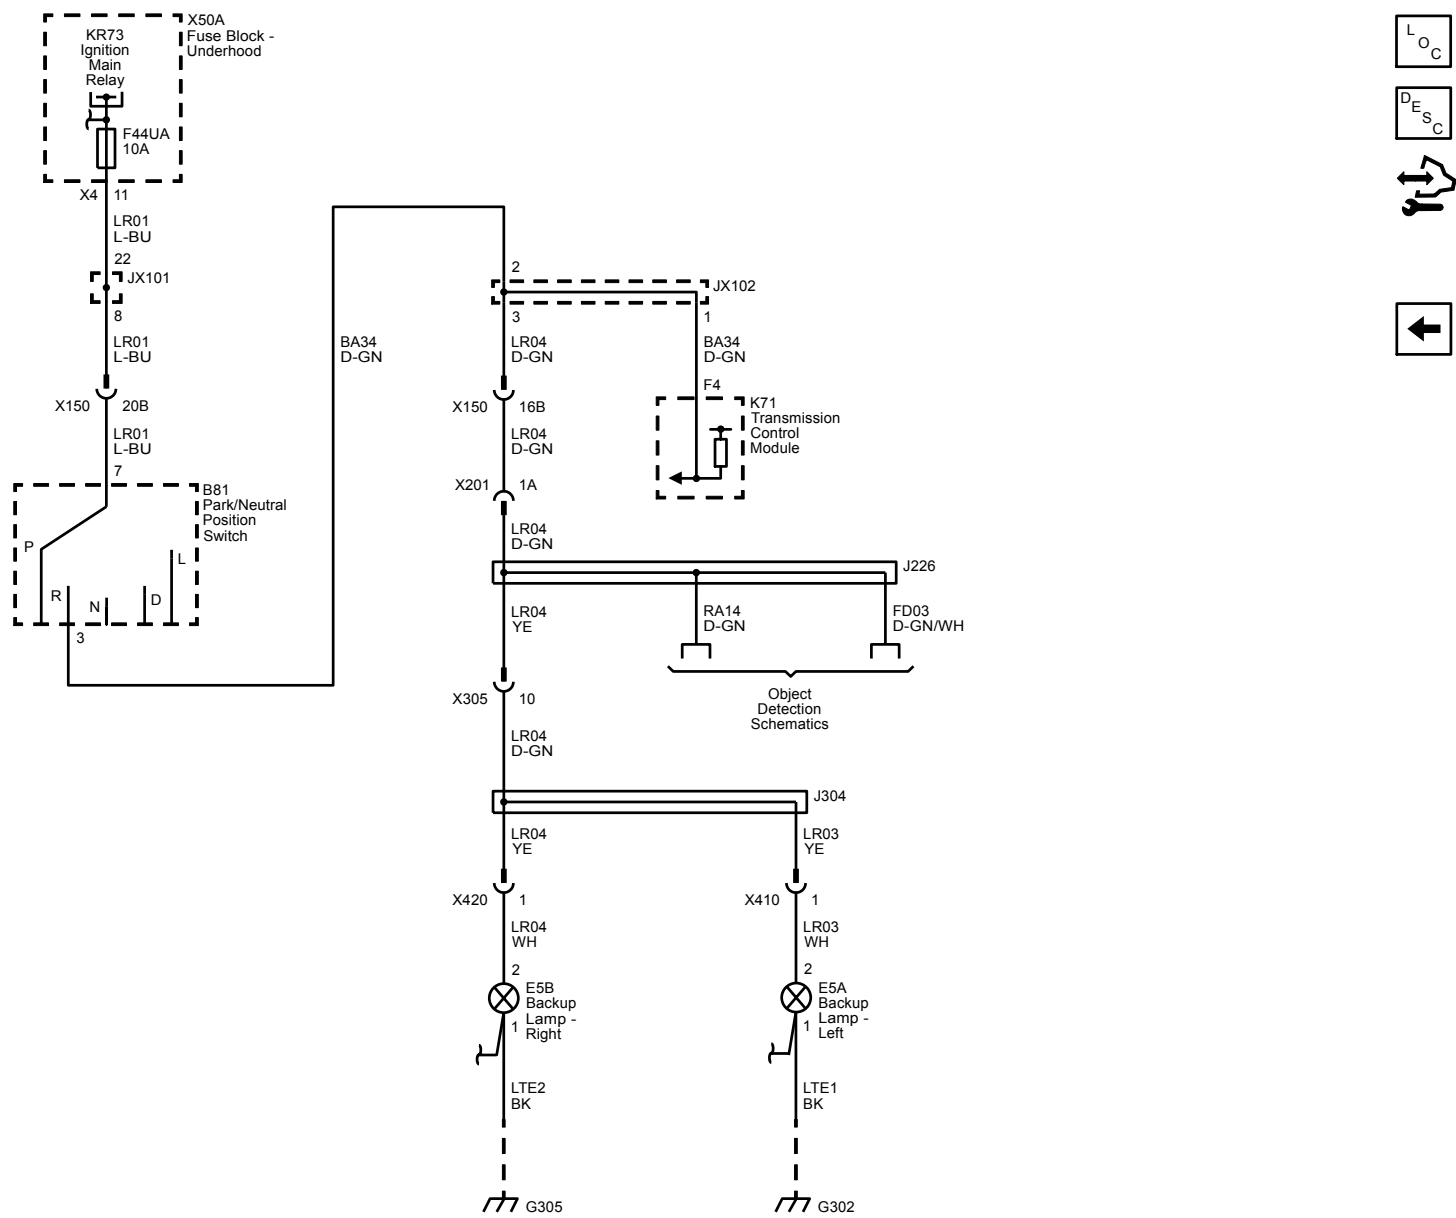 X50A
Fuse Block -
Underhood
KR73
Ignition
Main
Relay
F44UA
10A
X4
11
LR01
L-BU
22
JX101
8
LR01
L-BU
X150
20B
LR01
L-BU
7
B81
Park/Neutral
Position
Switch
P
R
N
D
L
3
BA34
D-GN
2
JX102
3
1
LR04
D-GN
BA34
D-GN
X150
16B
F4
K71
Transmission
Control
Module
LR04
D-GN
X201
1A
LR04
D-GN
J226
LR04
YE
RA14
D-GN
FD03
D-GN/WH
Object
Detection
Schematics
X305
10
LR04
D-GN
J304
LR04
YE
LR03
YE
X420
1
X410
1
LR04
WH
LR03
WH
2
E5B
Backup
Lamp -
Right
1
2
E5A
Backup
Lamp -
Left
1
LTE2
BK
LTE1
BK
G305
G302
LOC
DESC